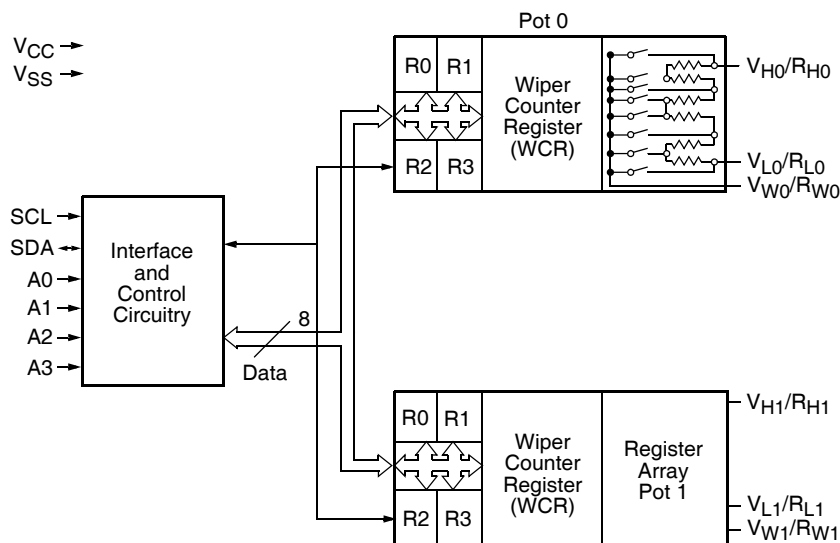 Pot 0
VCC
VSS
R0 R1
R2 R3
Wiper
Counter
Register
(WCR)
VH0/RH0
VL0/RL0
VW0/RW0
SCL
SDA
A0
A1
A2
A3
Interface
and
Control
Circuitry
8
Data
R0 R1
R2 R3
Wiper
Counter
Register
(WCR)
Register
Array
Pot 1
VH1/RH1
VL1/RL1
VW1/RW1